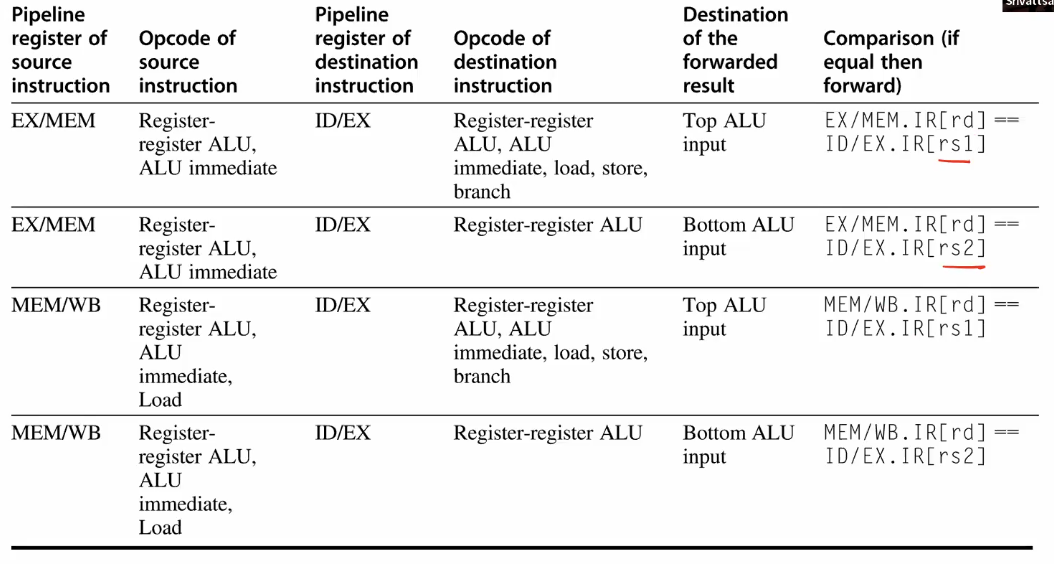 Srivattsa
Pipeline register of source instruction
Opcode of source instruction
Pipeline register of destination instruction
Opcode of destination instruction
Destination of the forwarded result
Comparison (if equal then forward)
EX/MEM
Register-
register ALU,
ALU immediate
ID/EX
Register-register
ALU, ALU
immediate, load, store,
branch
Top ALU
input
EX/MEM.IR[rd] ==
ID/EX.IR[rs1]
EX/MEM
Register-
register ALU,
ALU immediate
ID/EX
Register-register ALU
Bottom ALU
input
EX/MEM.IR[rd] ==
ID/EX.IR[rs2]
MEM/WB
Register-
register ALU,
ALU
immediate,
Load
ID/EX
Register-register
ALU, ALU
immediate, load, store,
branch
Top ALU
input
MEM/WB.IR[rd] ==
ID/EX.IR[rs1]
MEM/WB
Register-
register ALU,
ALU
immediate,
Load
ID/EX
Register-register ALU
Bottom ALU
input
MEM/WB.IR[rd] ==
ID/EX.IR[rs2]